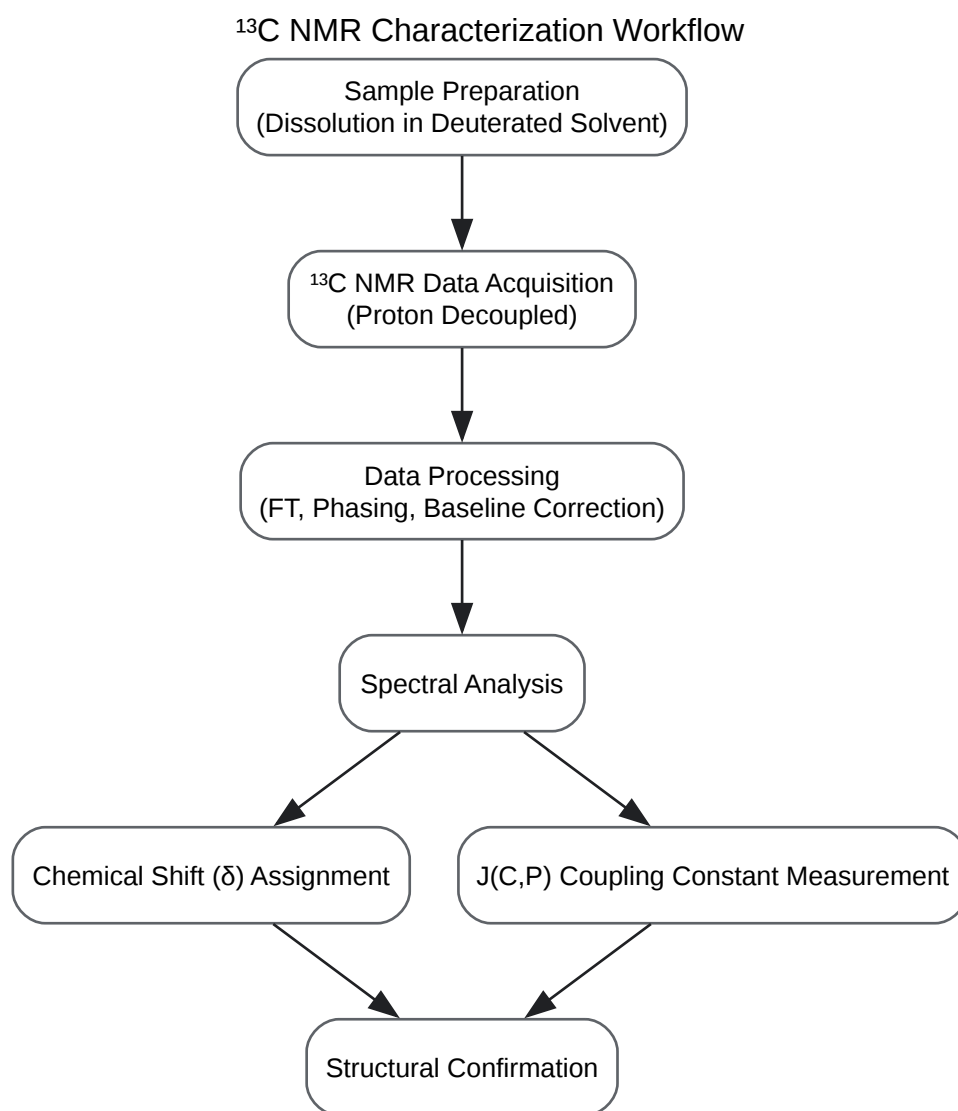 ¹³C NMR Characterization Workflow
Sample Preparation
(Dissolution in Deuterated Solvent)
¹³C NMR Data Acquisition
(Proton Decoupled)
Data Processing
(FT, Phasing, Baseline Correction)
Spectral Analysis
Chemical Shift (δ) Assignment
J(C,P) Coupling Constant Measurement
Structural Confirmation